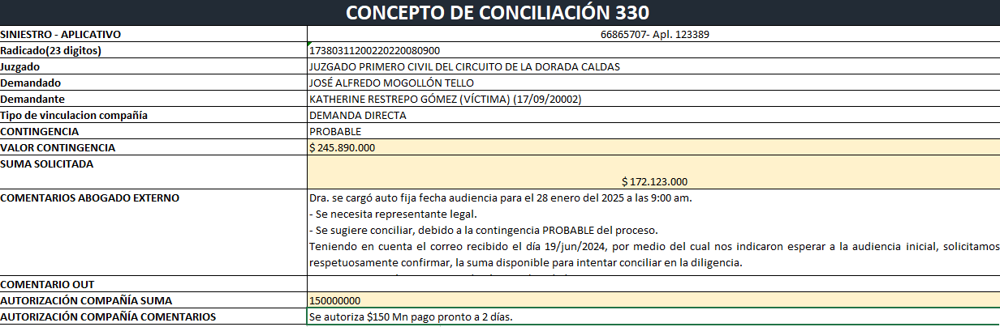 CONCEPTO DE CONCILIACIÓN 330
SINIESTRO - APLICATIVO 66865707- Apl. 123389
Radicado(23 digitos) 17380311200220220080900
Juzgado JUZGADO PRIMERO CIVIL DEL CIRCUITO DE LA DORADA CALDAS
Demandado JOSÉ ALFREDO MOGOLLÓN TELLO
Demandante KATHERINE RESTREPO GÓMEZ (VÍCTIMA) (17/09/20002)
Tipo de vinculacion compañía DEMANDA DIRECTA
CONTINGENCIA PROBABLE
VALOR CONTINGENCIA $ 245.890.000
SUMA SOLICITADA $ 172.123.000
COMENTARIOS ABOGADO EXTERNO Dra. se cargó auto fija fecha audiencia para el 28 enero del 2025 a las 9:00 am.
- Se necesita representante legal.
- Se sugiere conciliar, debido a la contingencia PROBABLE del proceso.
Teniendo en cuenta el correo recibido el día 19/jun/2024, por medio del cual nos indicaron esperar a la audiencia inicial, solicitamos
respetuosamente confirmar, la suma disponible para intentar conciliar en la diligencia.
COMENTARIO OUT
AUTORIZACIÓN COMPAÑÍA SUMA 150000000
AUTORIZACIÓN COMPAÑÍA COMENTARIOS Se autoriza $150 Mn pago pronto a 2 días.